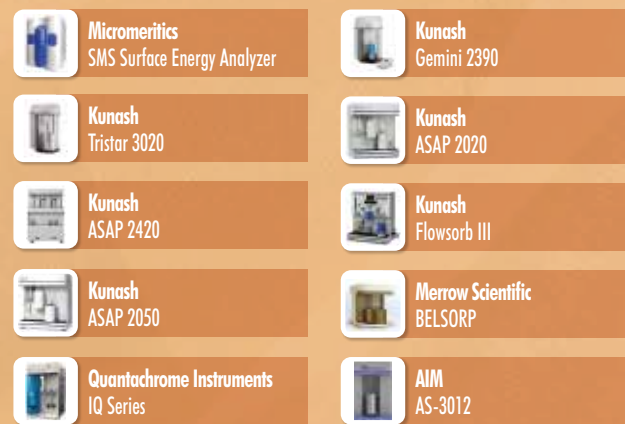 Micromeritics
SMS Surface Energy Analyzer
Kunash
Tristar 3020
Kunash
ASAP 2420
Kunash
ASAP 2050
Quantachrome Instruments
IQ Series
Kunash
Gemini 2390
Kunash
ASAP 2020
Kunash
Flowsorb III
Merrow Scientific
BELSORP
AIM
AS-3012